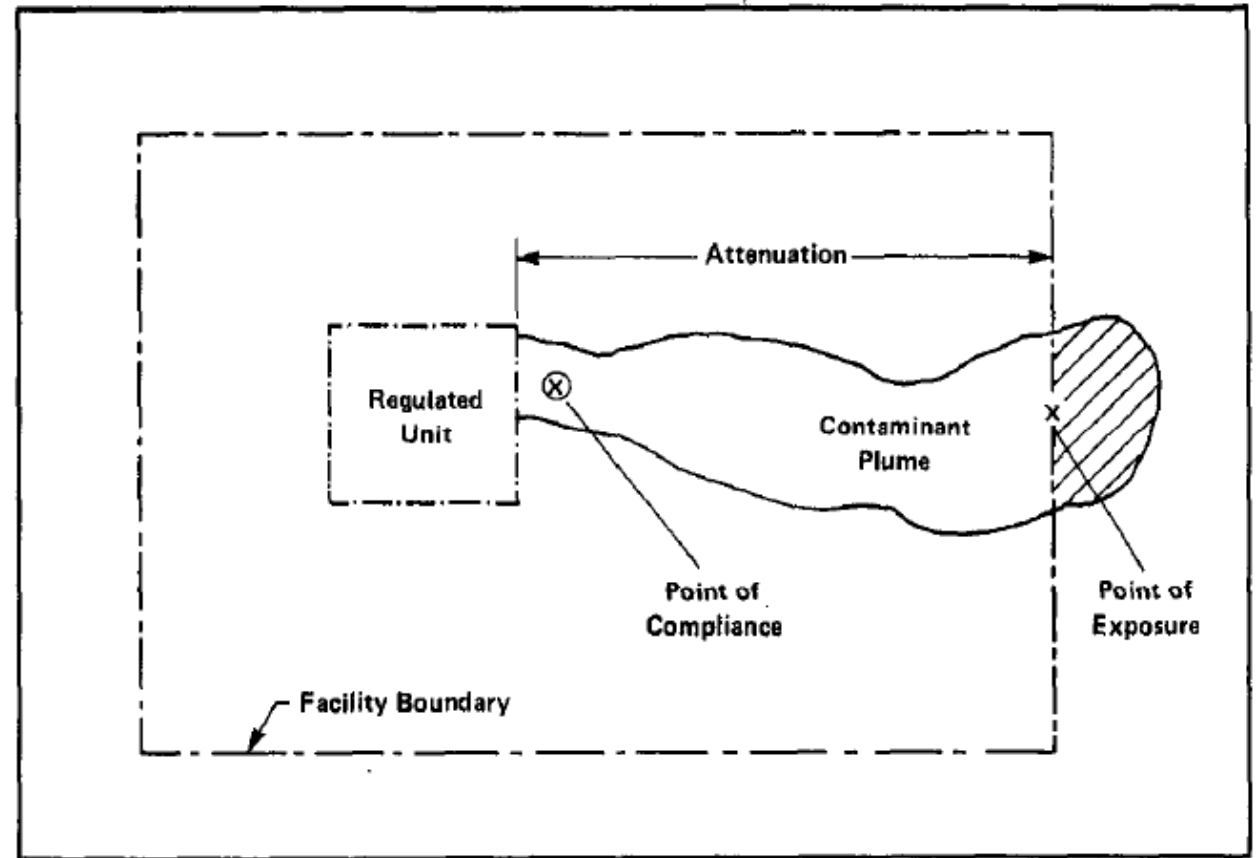 Attenuation
Regulated
Unit
X
Contaminant
Plume
x
Point of
Compliance
Point of
Exposure
Facility Boundary